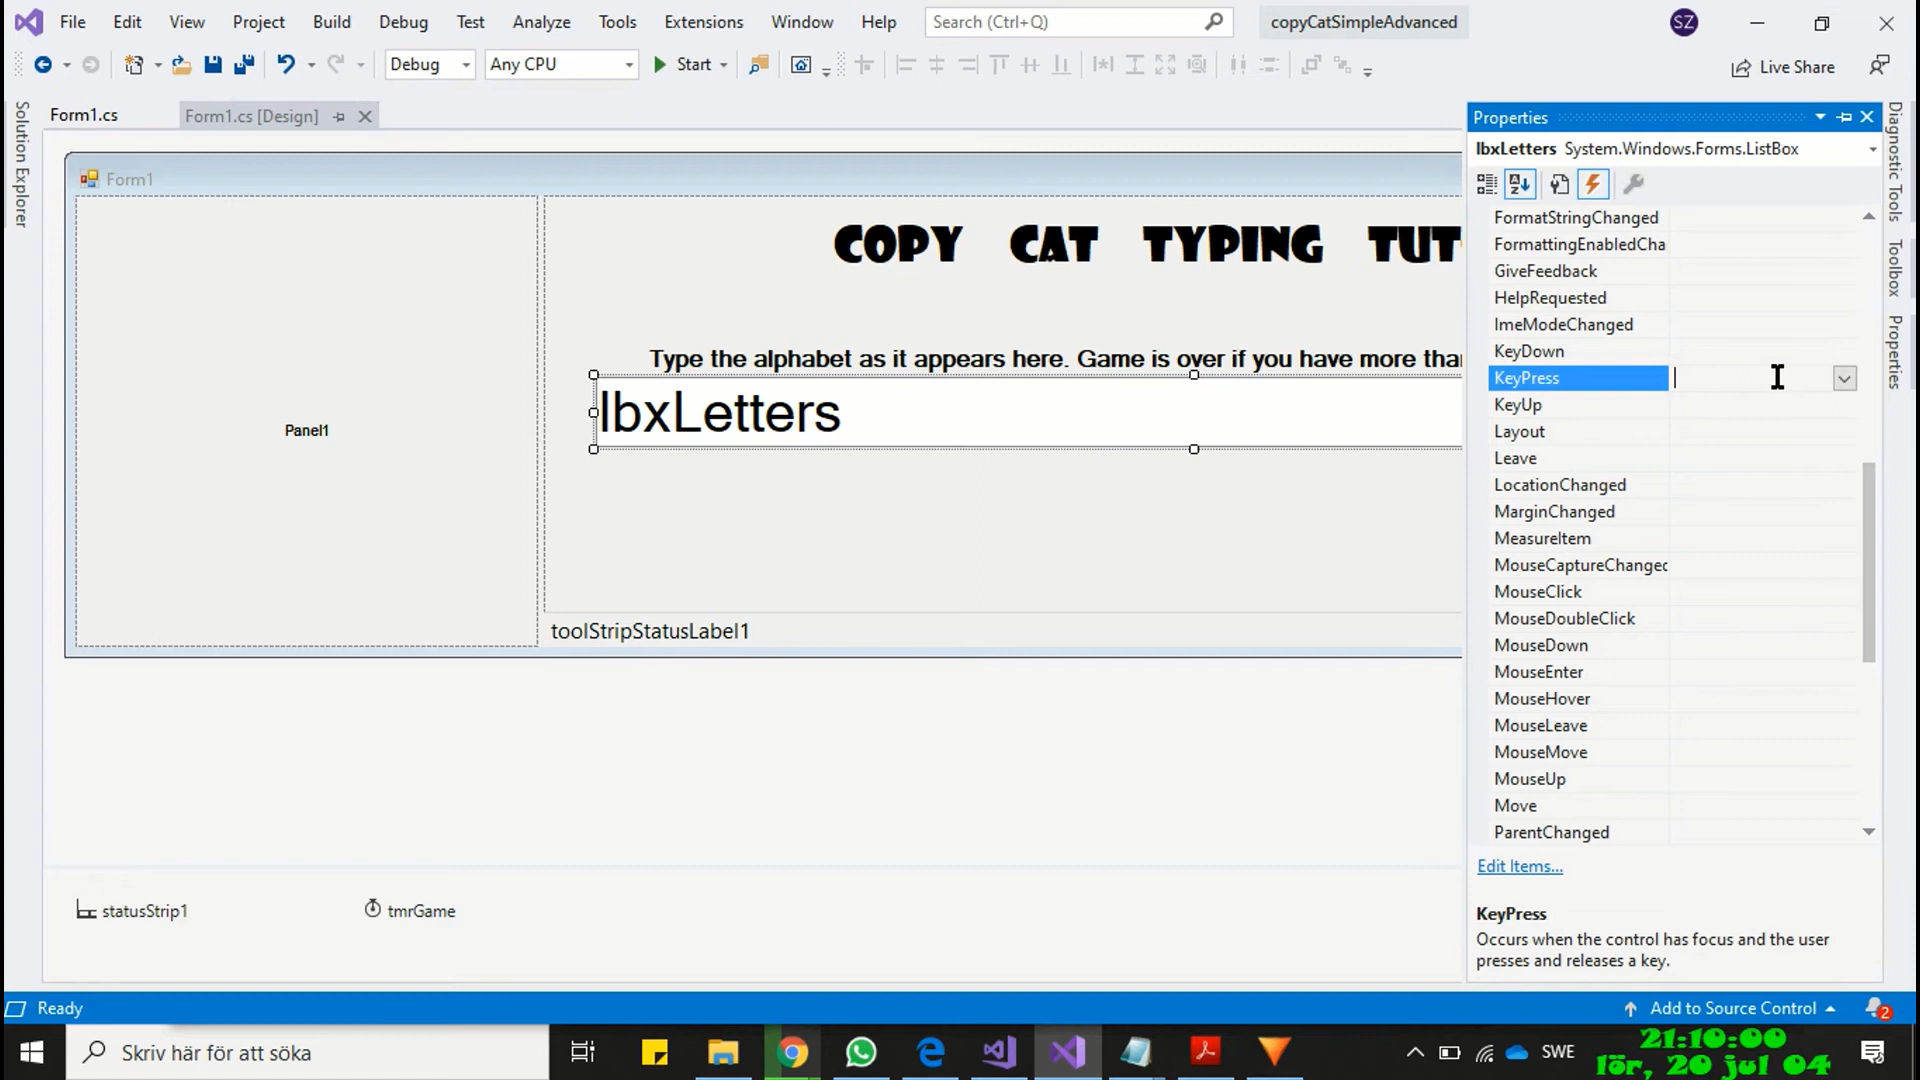 File Edit View Project Build Debug Test Analyze Tools Extensions Window Help Search (Ctrl+Q) copyCatSimpleAdvanced SZ
Debug Any CPU Start Live Share
Form1.cs Form1.cs [Design]
Solution Explorer
Form1
COPY CAT TYPING TUT
Type the alphabet as it appears here. Game is over if you have more tha
lbxLetters
Panel1
toolStripStatusLabel1
statusStrip1 tmrGame
Properties
lbxLetters System.Windows.Forms.ListBox
FormatStringChanged
FormattingEnabledCha
GiveFeedback
HelpRequested
ImeModeChanged
KeyDown
KeyPress
KeyUp
Layout
Leave
LocationChanged
MarginChanged
MeasureItem
MouseCaptureChanged
MouseClick
MouseDoubleClick
MouseDown
MouseEnter
MouseHover
MouseLeave
MouseMove
MouseUp
Move
ParentChanged
Edit Items...
KeyPress
Occurs when the control has focus and the user
presses and releases a key.
Diagnostic Tools
Toolbox
Properties
Ready Add to Source Control 2
Skriv här för att söka SWE
21:10:00
lör, 20 jul 04